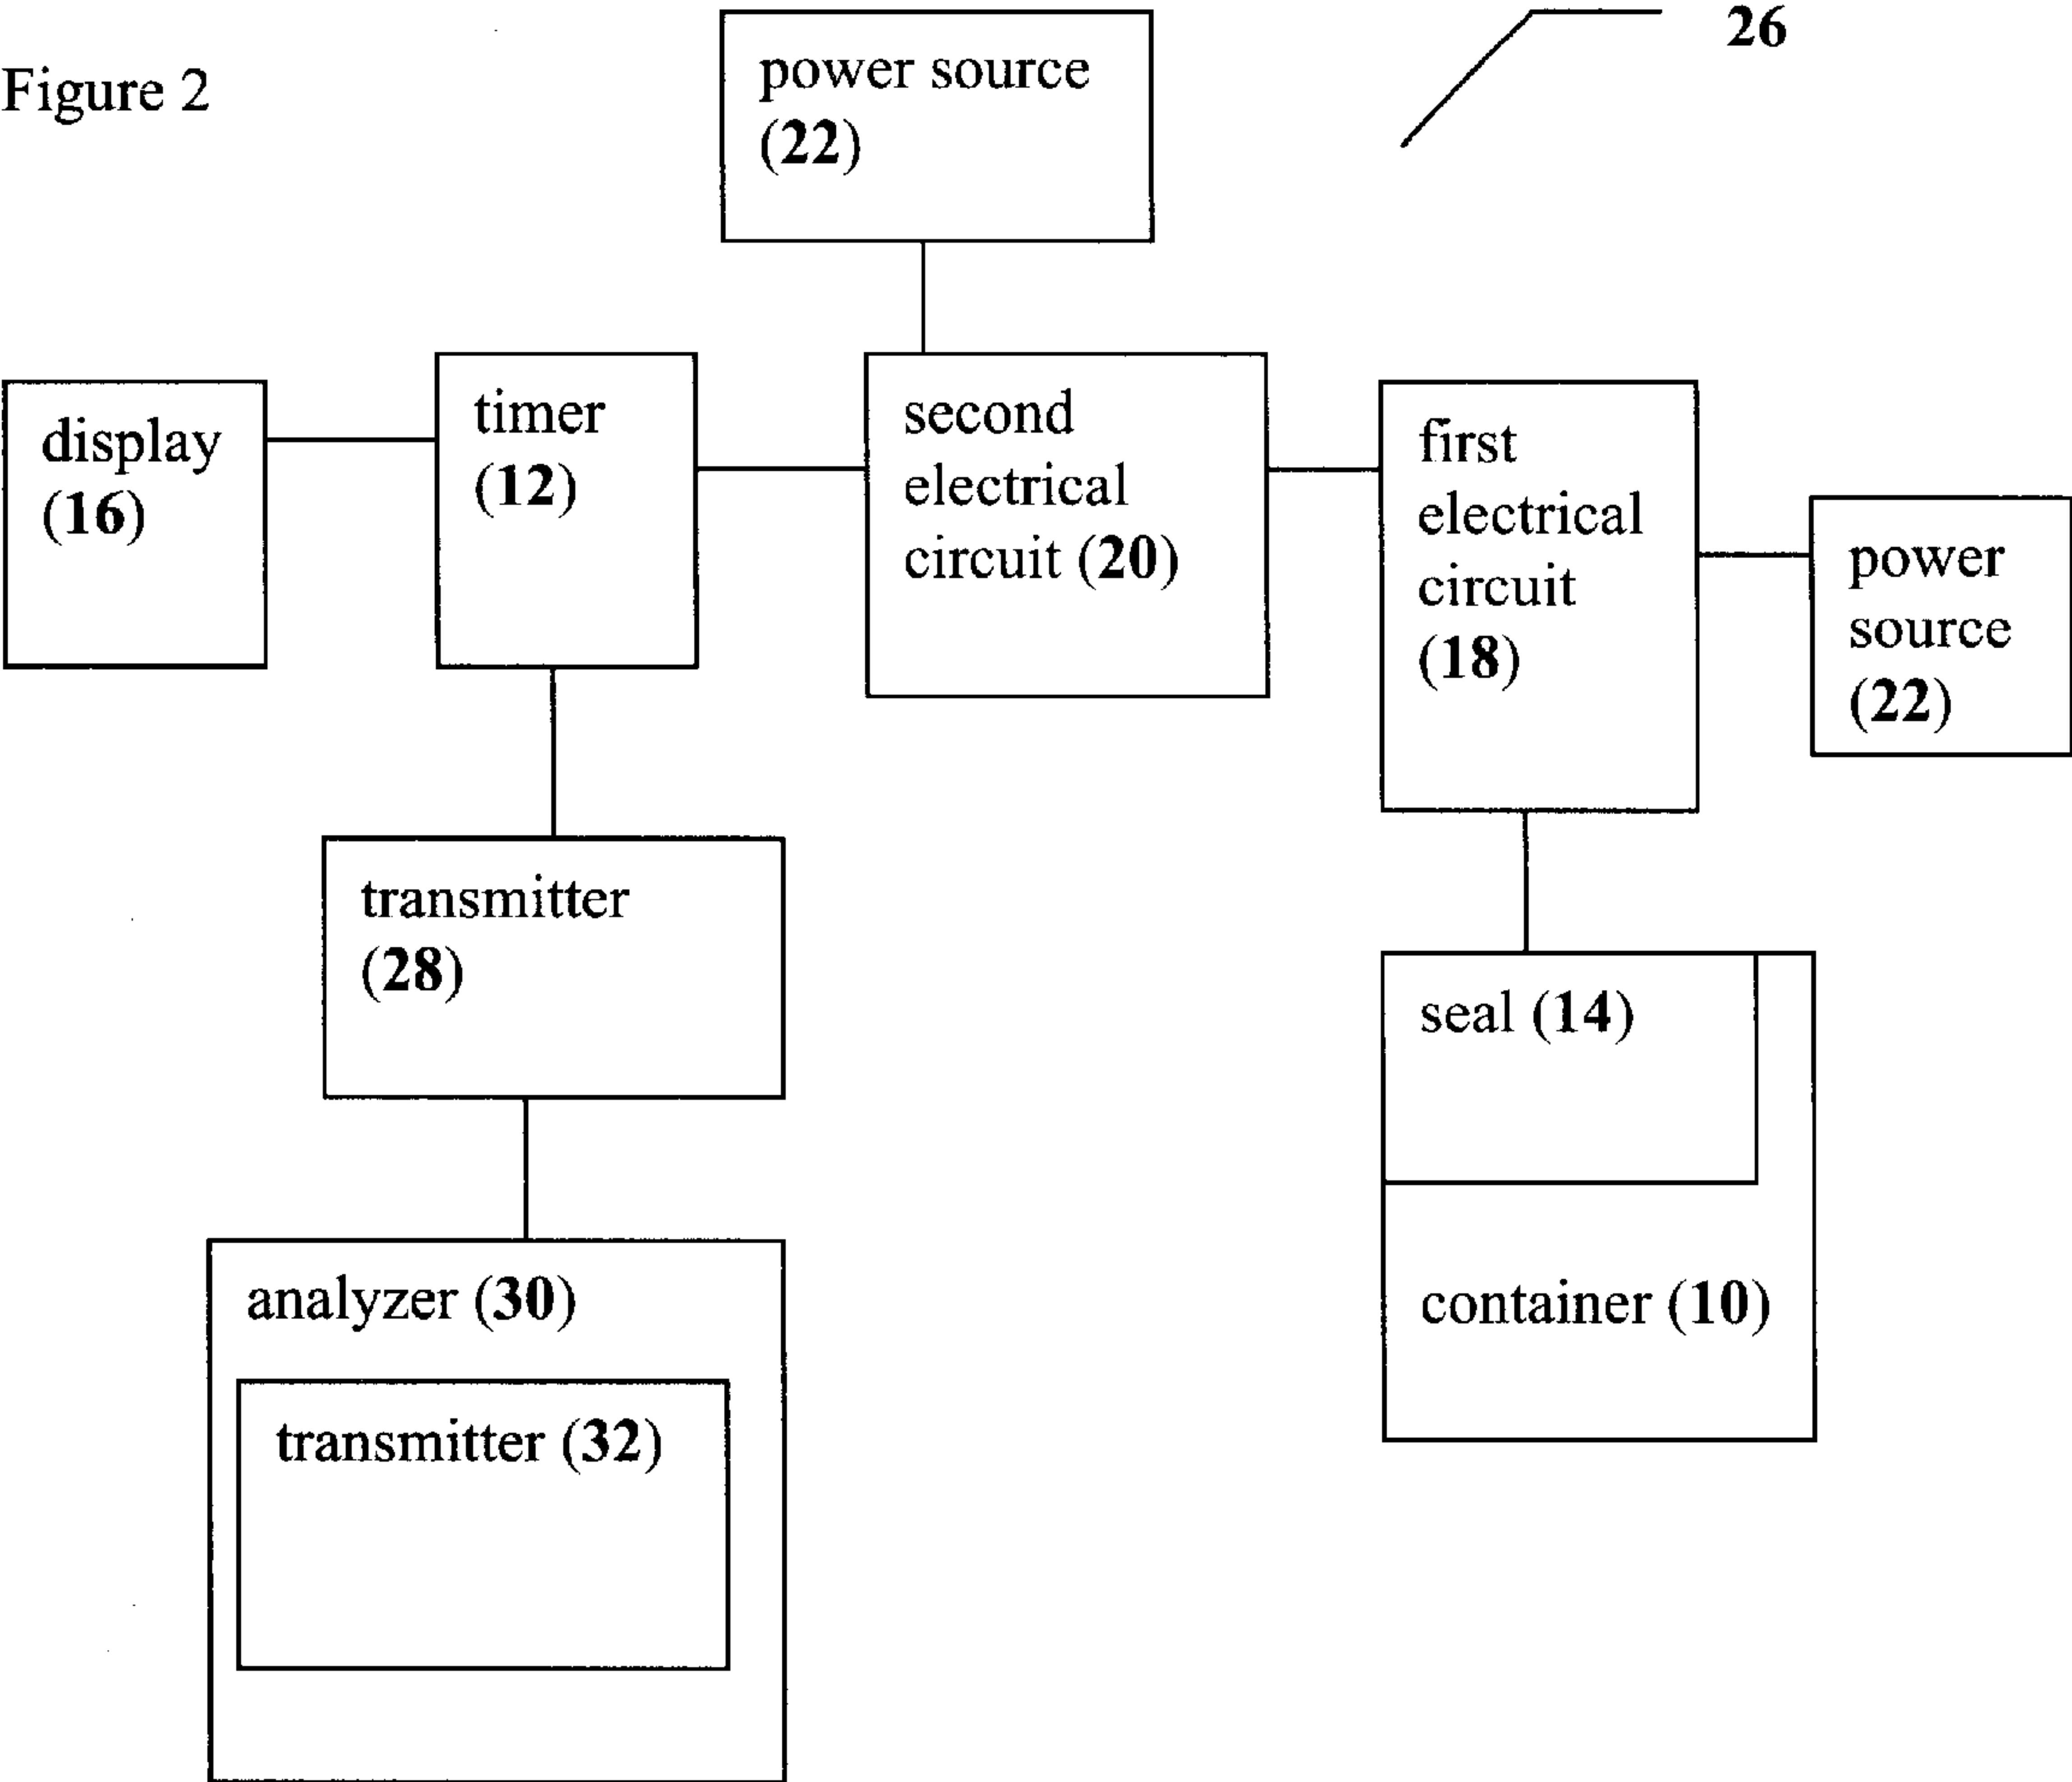 Figure 2
26
power source
(22)
display
(16)
timer
(12)
second
electrical
circuit (20)
first
electrical
circuit
(18)
power
source
(22)
transmitter
(28)
seal (14)
container (10)
analyzer (30)
transmitter (32)